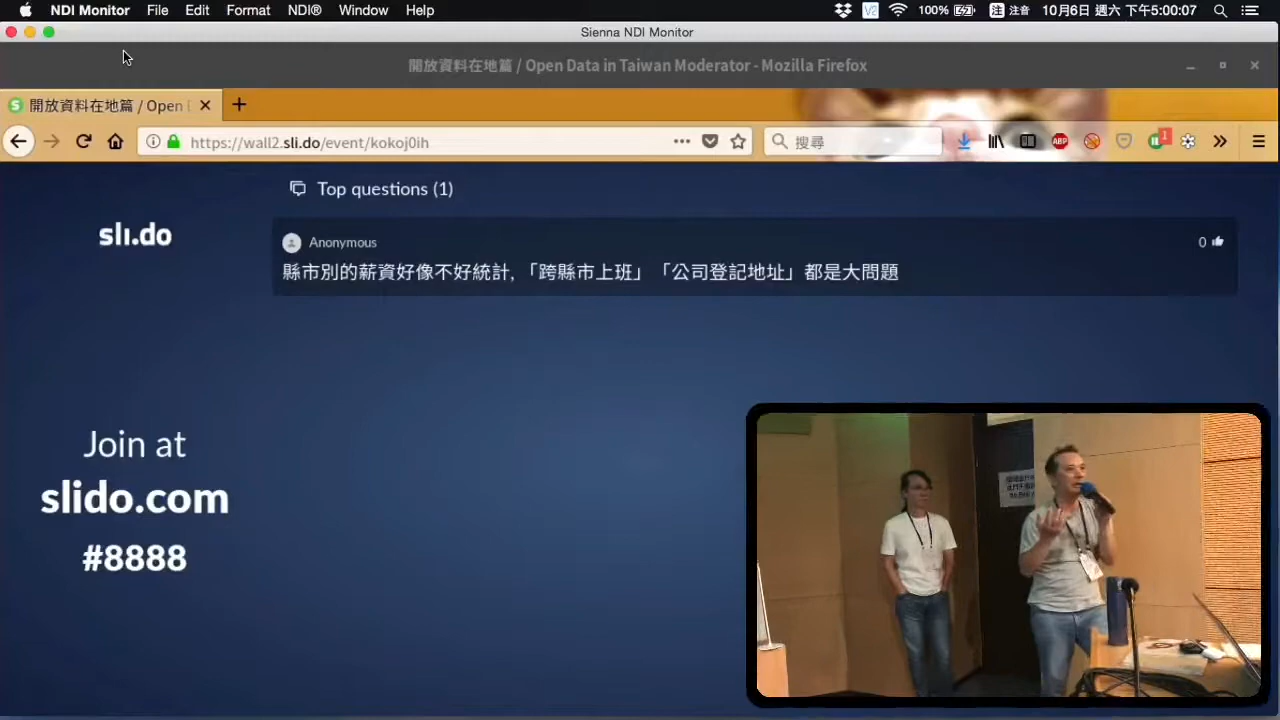 NDI Monitor File Edit Format NDI® Window Help V2 100% 注 注音 10月6日 週六 下午5:00:07
Sienna NDI Monitor
開放資料在地篇 / Open Data in Taiwan Moderator - Mozilla Firefox
S 開放資料在地篇 / Open
https://wall2.sli.do/event/kokoj0ih 搜尋 ABP 1
Top questions (1)
sli.do
Anonymous 0
縣市別的薪資好像不好統計, 「跨縣市上班」「公司登記地址」都是大問題
Join at
slido.com
#8888